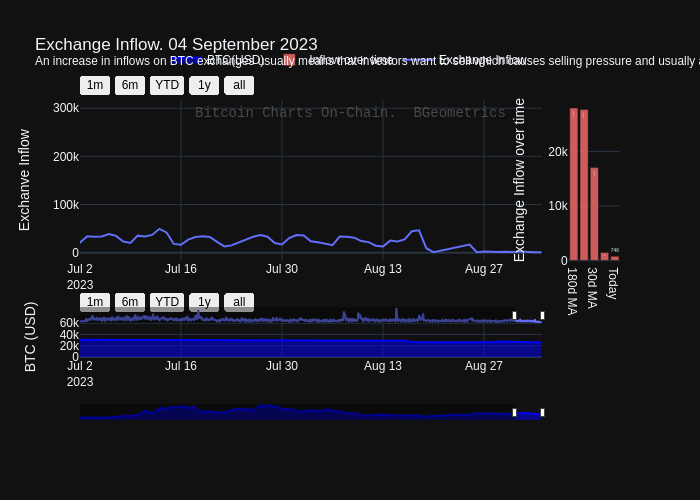 Exchange Inflow. 04 September 2023
An increase in inflows on BTC exchanges usually means that investors want to sell which causes selling pressure and usually a
BTC(USD) Inflow over time Exchange Inflow
1m 6m YTD 1y all
Bitcoin Charts On-Chain. BGeometrics
300k
200k
100k
0
Exchanve Inflow
Jul 2 Jul 16 Jul 30 Aug 13 Aug 27
2023
Exchange Inflow over time
20k
10k
0
746
180d MA 30d MA Today
1m 6m YTD 1y all
BTC (USD)
60k
40k
20k
0
Jul 2 Jul 16 Jul 30 Aug 13 Aug 27
2023